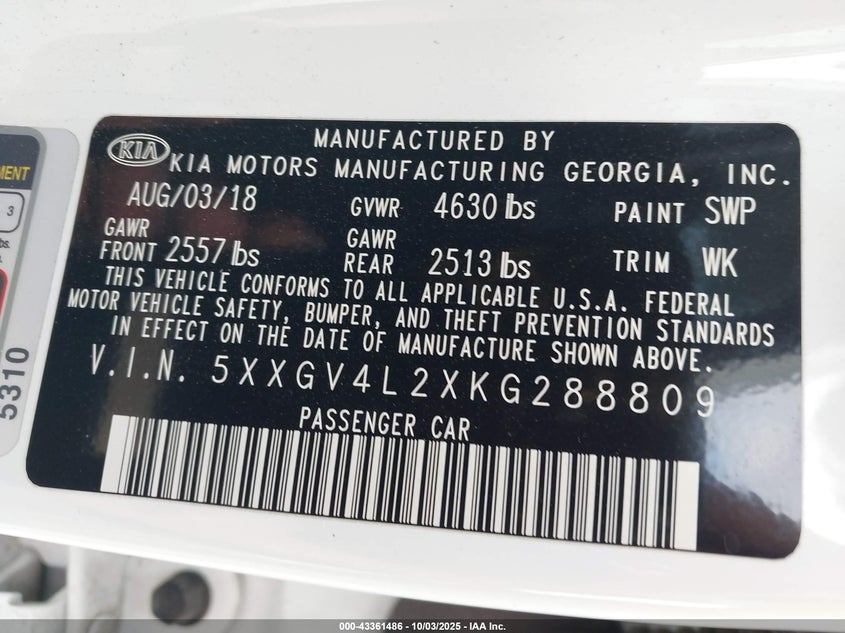 MENT
3
bs.
5310
KIA
MANUFACTURED BY
KIA MOTORS MANUFACTURING GEORGIA, INC.
AUG/03/18 GVWR 4630 lbs PAINT SWP
GAWR FRONT 2557 lbs GAWR REAR 2513 lbs TRIM WK
THIS VEHICLE CONFORMS TO ALL APPLICABLE U.S.A. FEDERAL
MOTOR VEHICLE SAFETY, BUMPER, AND THEFT PREVENTION STANDARDS
IN EFFECT ON THE DATE OF MANUFACTURE SHOWN ABOVE.
V.I.N. 5XXGV4L2XKG288809
PASSENGER CAR
000-43361486 - 10/03/2025 - IAA Inc.